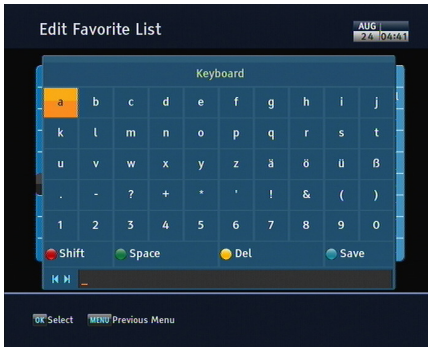 Edit Favorite List
AUG
24 04:41
Keyboard
a b c d e f g h i j
k l m n o p q r s t
u v w x y z ä ö ü ß
. - ? + * ' ! & ( )
1 2 3 4 5 6 7 8 9 0
Shift Space Del Save
_
OK Select MENU Previous Menu